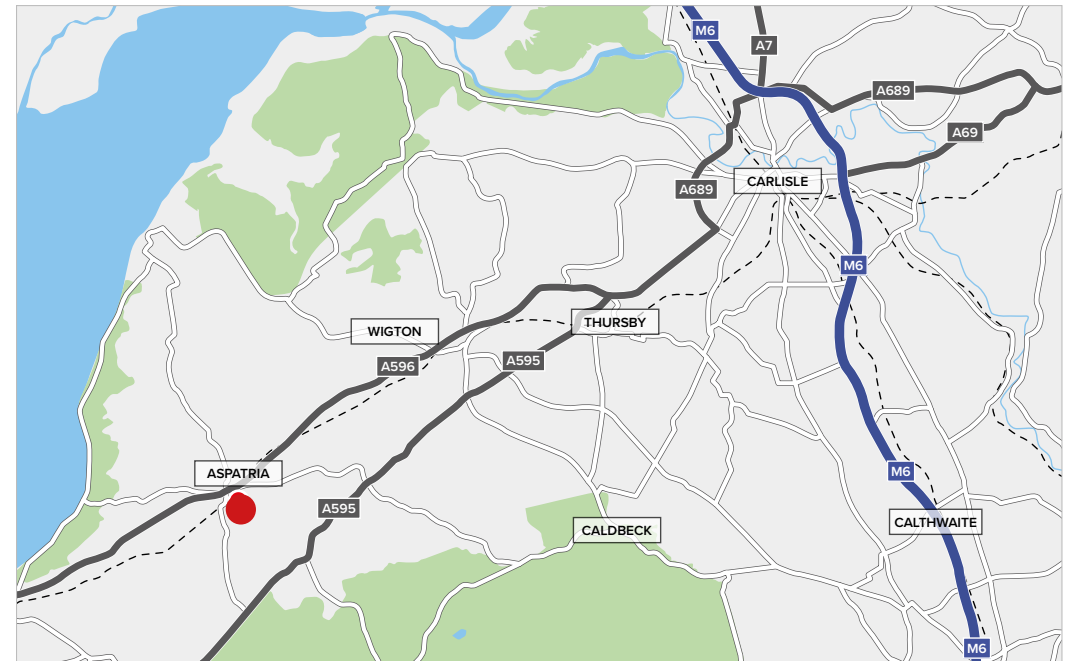 M6
A7
A689
A69
CARLISLE
A689
M6
THURSBY
WIGTON
A595
A596
ASPATRIA
M6
A595
CALTHWAITE
CALDBECK
M6